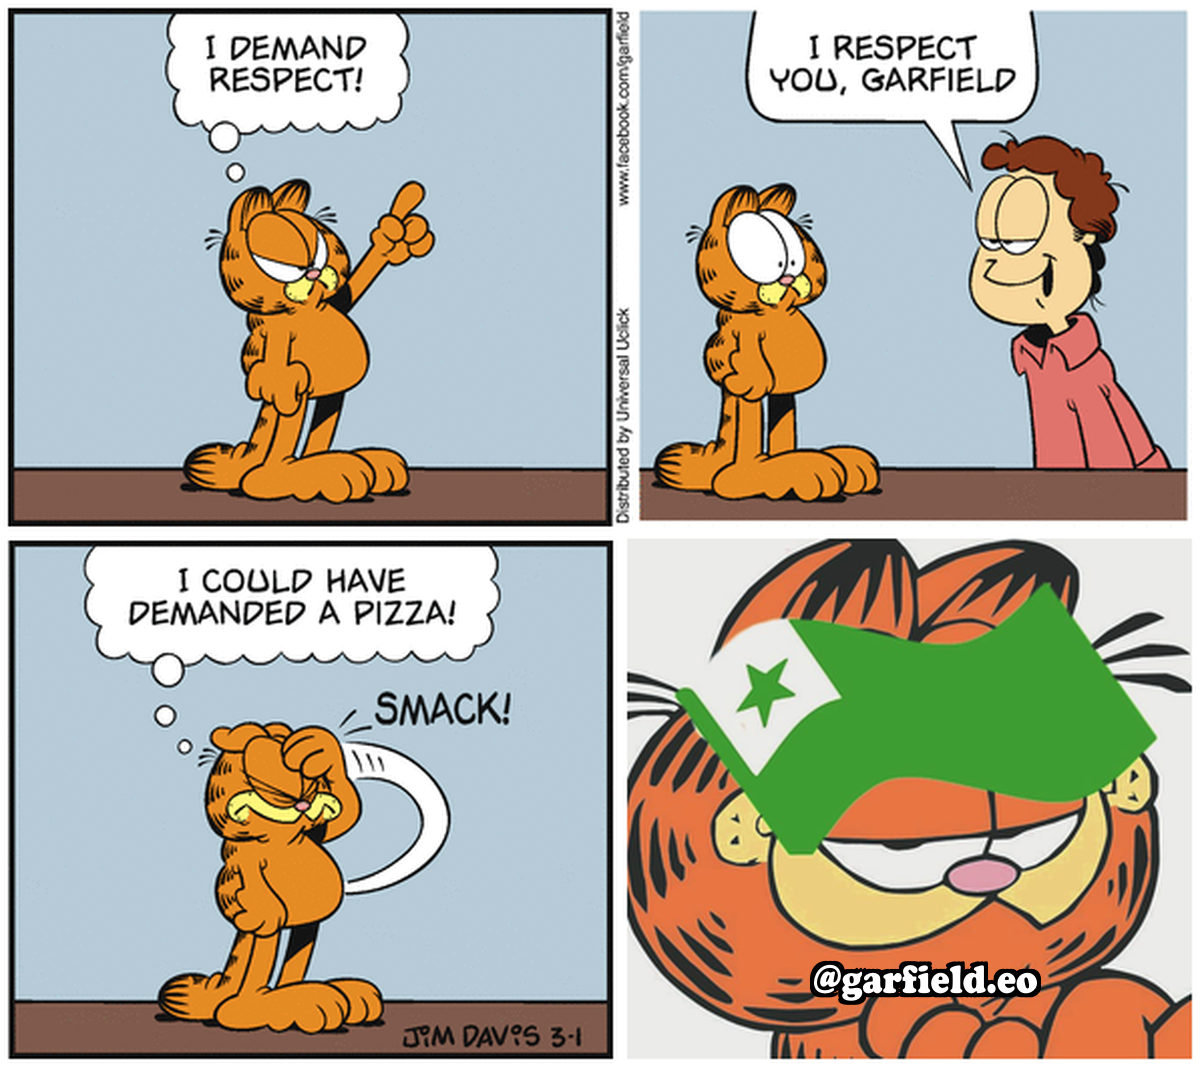 I DEMAND
RESPECT!
www.facebook.com/garfield
Distributed by Universal Uclick
I RESPECT
YOU, GARFIELD
I COULD HAVE
DEMANDED A PIZZA!
SMACK!
JIM DAVIS 3-1
@garfield.eo